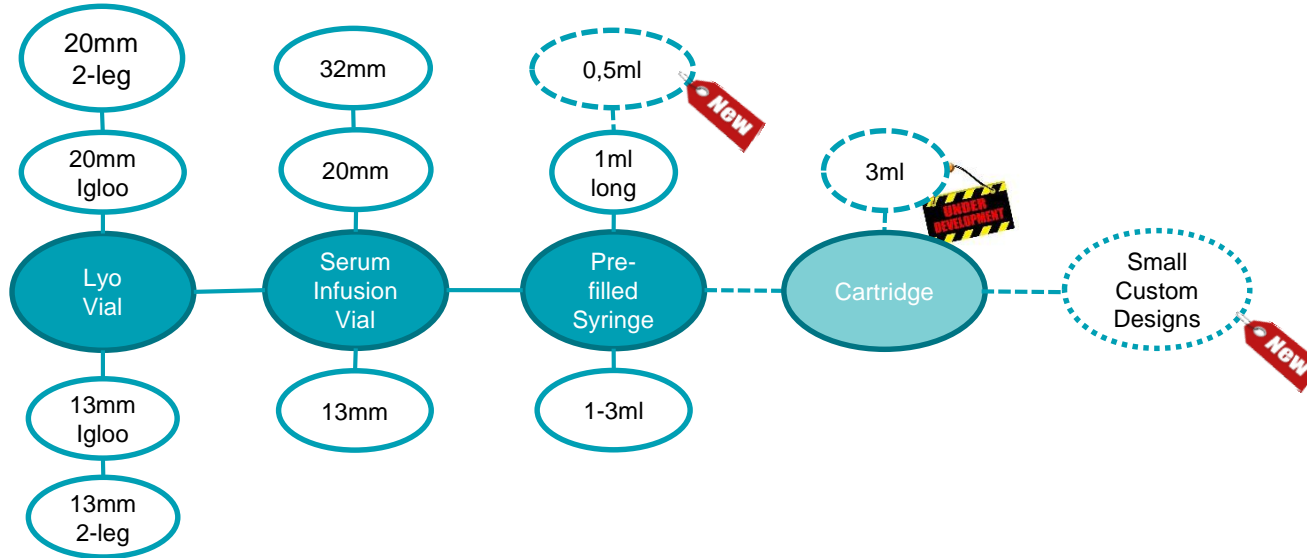 20mm
2-leg
32mm
0,5ml
New
20mm
Igloo
20mm
1ml
long
3ml
UNDER
DEVELOPMENT
Lyo
Vial
Serum
Infusion
Vial
Pre-
filled
Syringe
Cartridge
Small
Custom
Designs
New
13mm
Igloo
13mm
1-3ml
13mm
2-leg